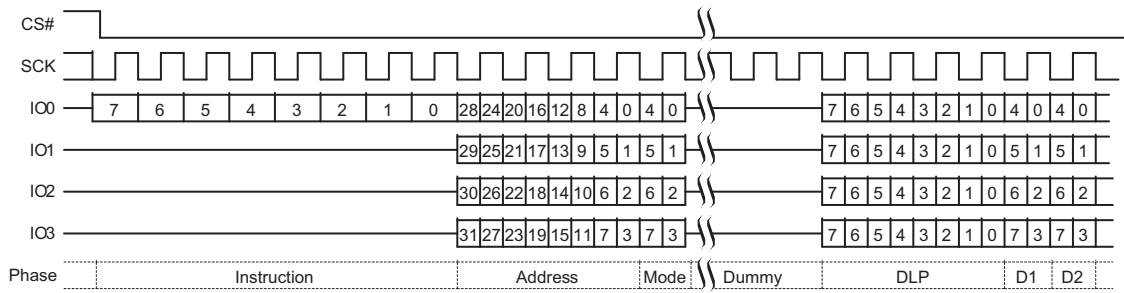 CS#
SCK
IO0 7 6 5 4 3 2 1 0 28 24 20 16 12 8 4 0 4 0 7 6 5 4 3 2 1 0 4 0 4 0
IO1 29 25 21 17 13 9 5 1 5 1 7 6 5 4 3 2 1 0 5 1 5 1
IO2 30 26 22 18 14 10 6 2 6 2 7 6 5 4 3 2 1 0 6 2 6 2
IO3 31 27 23 19 15 11 7 3 7 3 7 6 5 4 3 2 1 0 7 3 7 3
Phase Instruction Address Mode Dummy DLP D1 D2